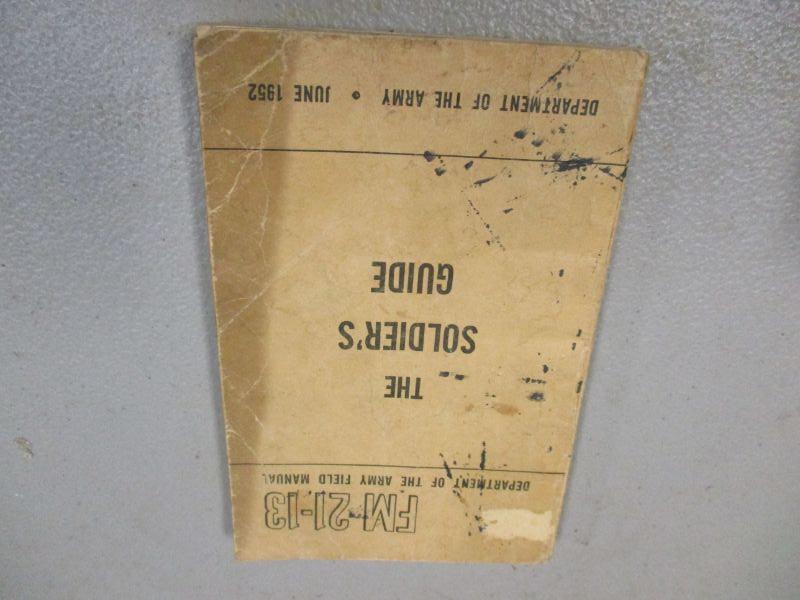 FM-21-13
DEPARTMENT OF THE ARMY FIELD MANUAL
THE
SOLDIER'S
GUIDE
DEPARTMENT OF THE ARMY • JUNE 1952